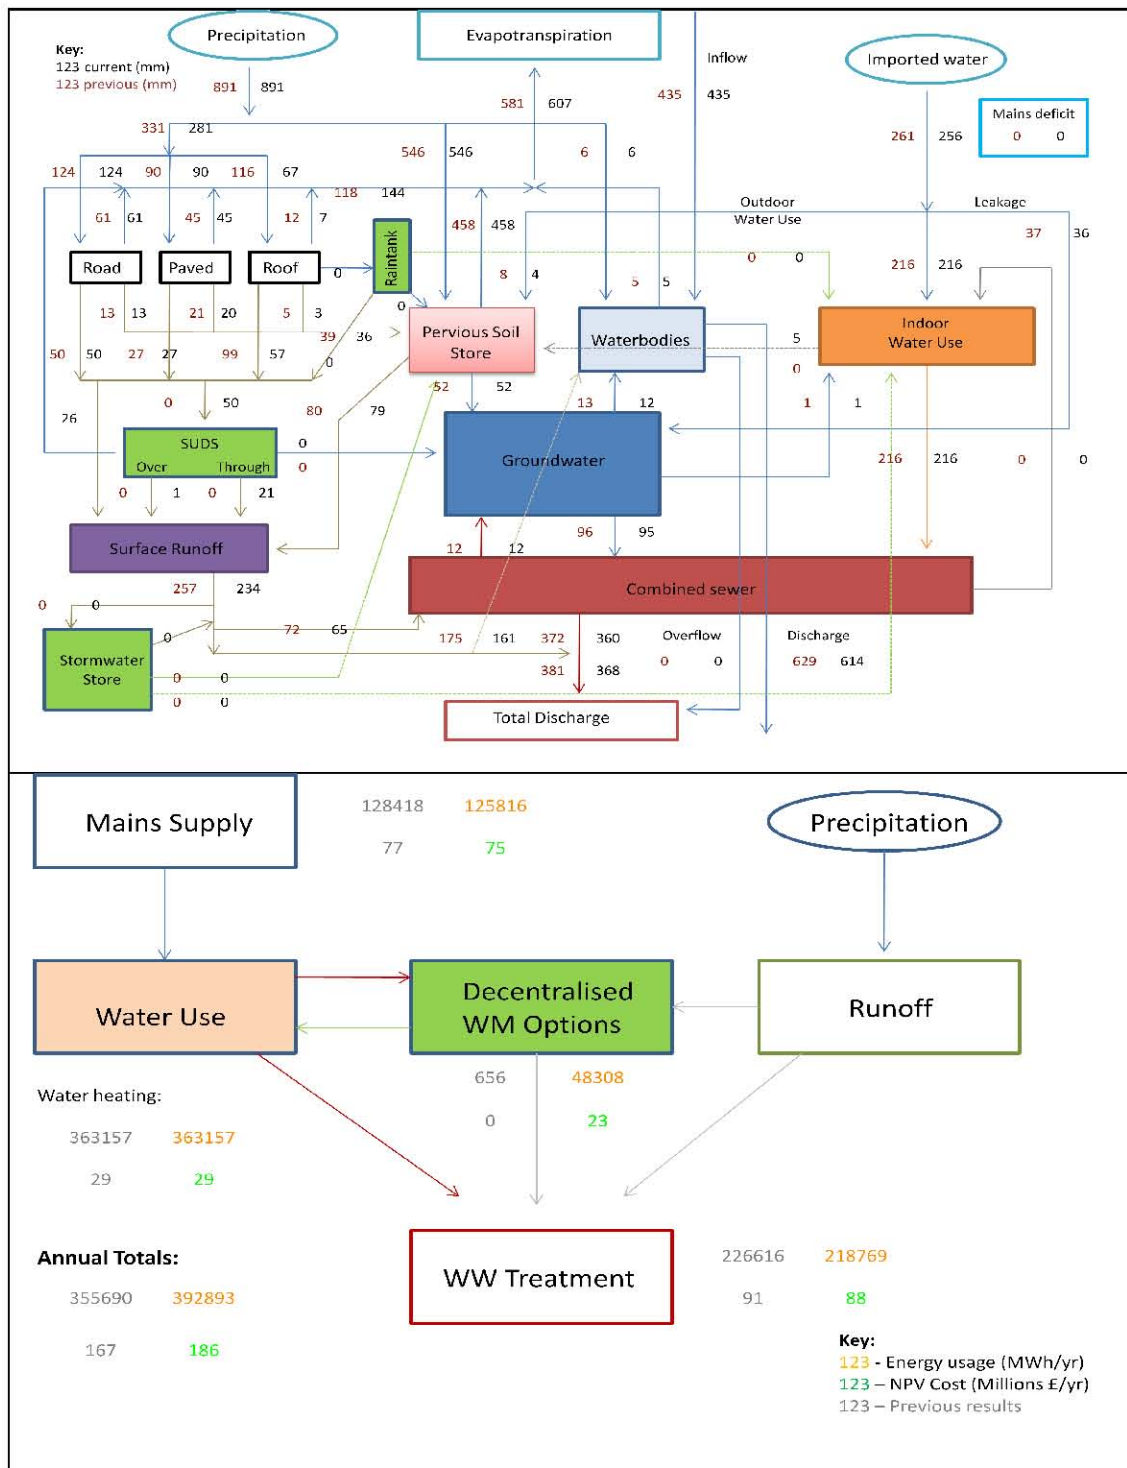 Precipitation
Evapotranspiration
Key:
123 current (mm)
123 previous (mm)
Inflow
Imported water
891 891
581 607
435 435
Mains deficit
0 0
331 281
261 256
546 546
6 6
124 124 90 90 116 67
118 144
Outdoor
Water Use
Leakage
61 61 45 45 12 7
458 458
37 36
Road
Paved
Roof
0
Raintank
0 0
216 216
8 4
5 5
0
13 13 21 20 5 3
Pervious Soil
Store
Waterbodies
Indoor
Water Use
39 36
5
50 50 27 27 99 57
0
0
52 52
13 12
1 1
0 50
80 79
26
SUDS
Over Through
0
0
Groundwater
216 216
0 0
0 1 0 21
Surface Runoff
96 95
12 12
257 234
Combined sewer
0 0
0
72 65
175 161 372 360
Overflow
0 0
Discharge
629 614
Stormwater
Store
0 0
0 0
381 368
Total Discharge
Mains Supply
128418 125816
77 75
Precipitation
Water Use
Decentralised
WM Options
Runoff
656 48308
0 23
Water heating:
363157 363157
29 29
Annual Totals:
355690 392893
167 186
WW Treatment
226616 218769
91 88
Key:
123 - Energy usage (MWh/yr)
123 – NPV Cost (Millions £/yr)
123 – Previous results